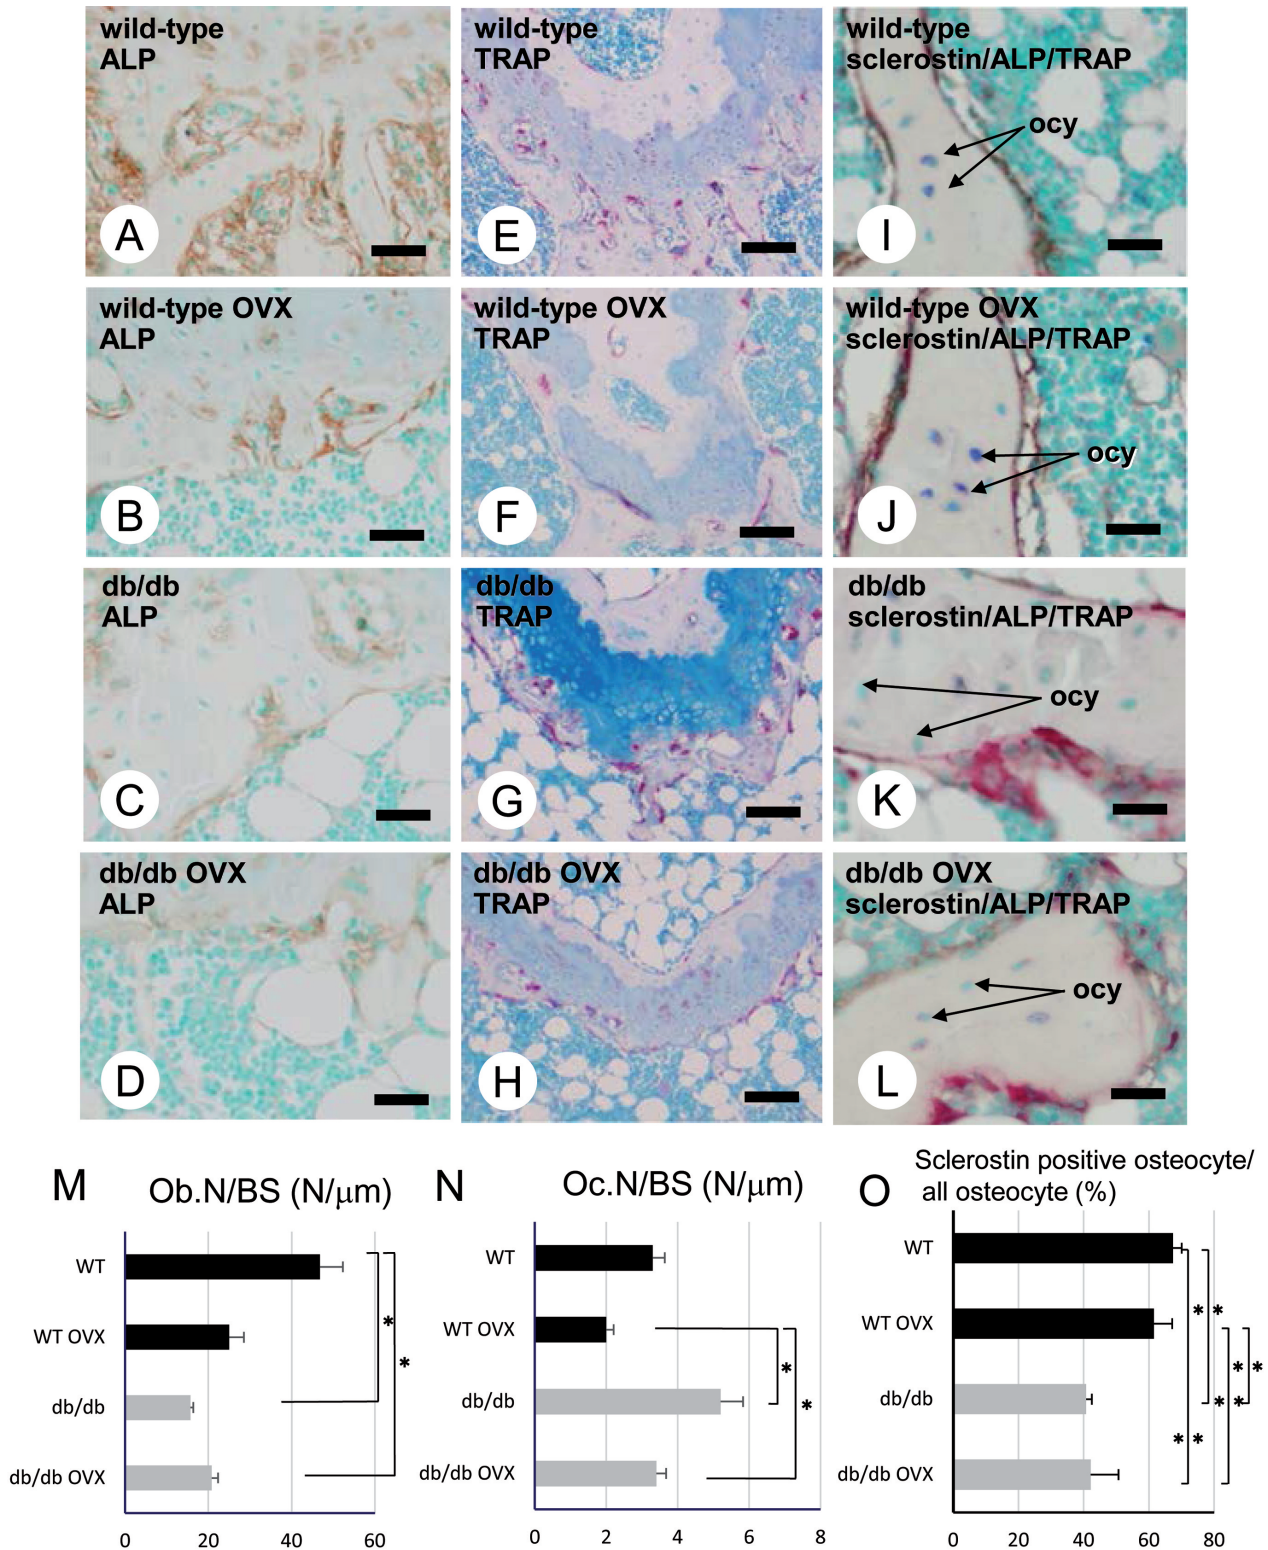 wild-type
ALP
A
wild-type
TRAP
E
wild-type
sclerostin/ALP/TRAP
ocy
I
wild-type OVX
ALP
B
wild-type OVX
TRAP
F
wild-type OVX
sclerostin/ALP/TRAP
ocy
J
db/db
ALP
C
db/db
TRAP
G
db/db
sclerostin/ALP/TRAP
ocy
K
db/db OVX
ALP
D
db/db OVX
TRAP
H
db/db OVX
sclerostin/ALP/TRAP
ocy
L
M
Ob.N/BS (N/μm)
WT
WT OVX
db/db
db/db OVX
*
*
0 20 40 60
N
Oc.N/BS (N/μm)
WT
WT OVX
db/db
db/db OVX
*
*
0 2 4 6 8
O
Sclerostin positive osteocyte/
all osteocyte (%)
WT
WT OVX
db/db
db/db OVX
* *
* *
* *
* *
0 20 40 60 80